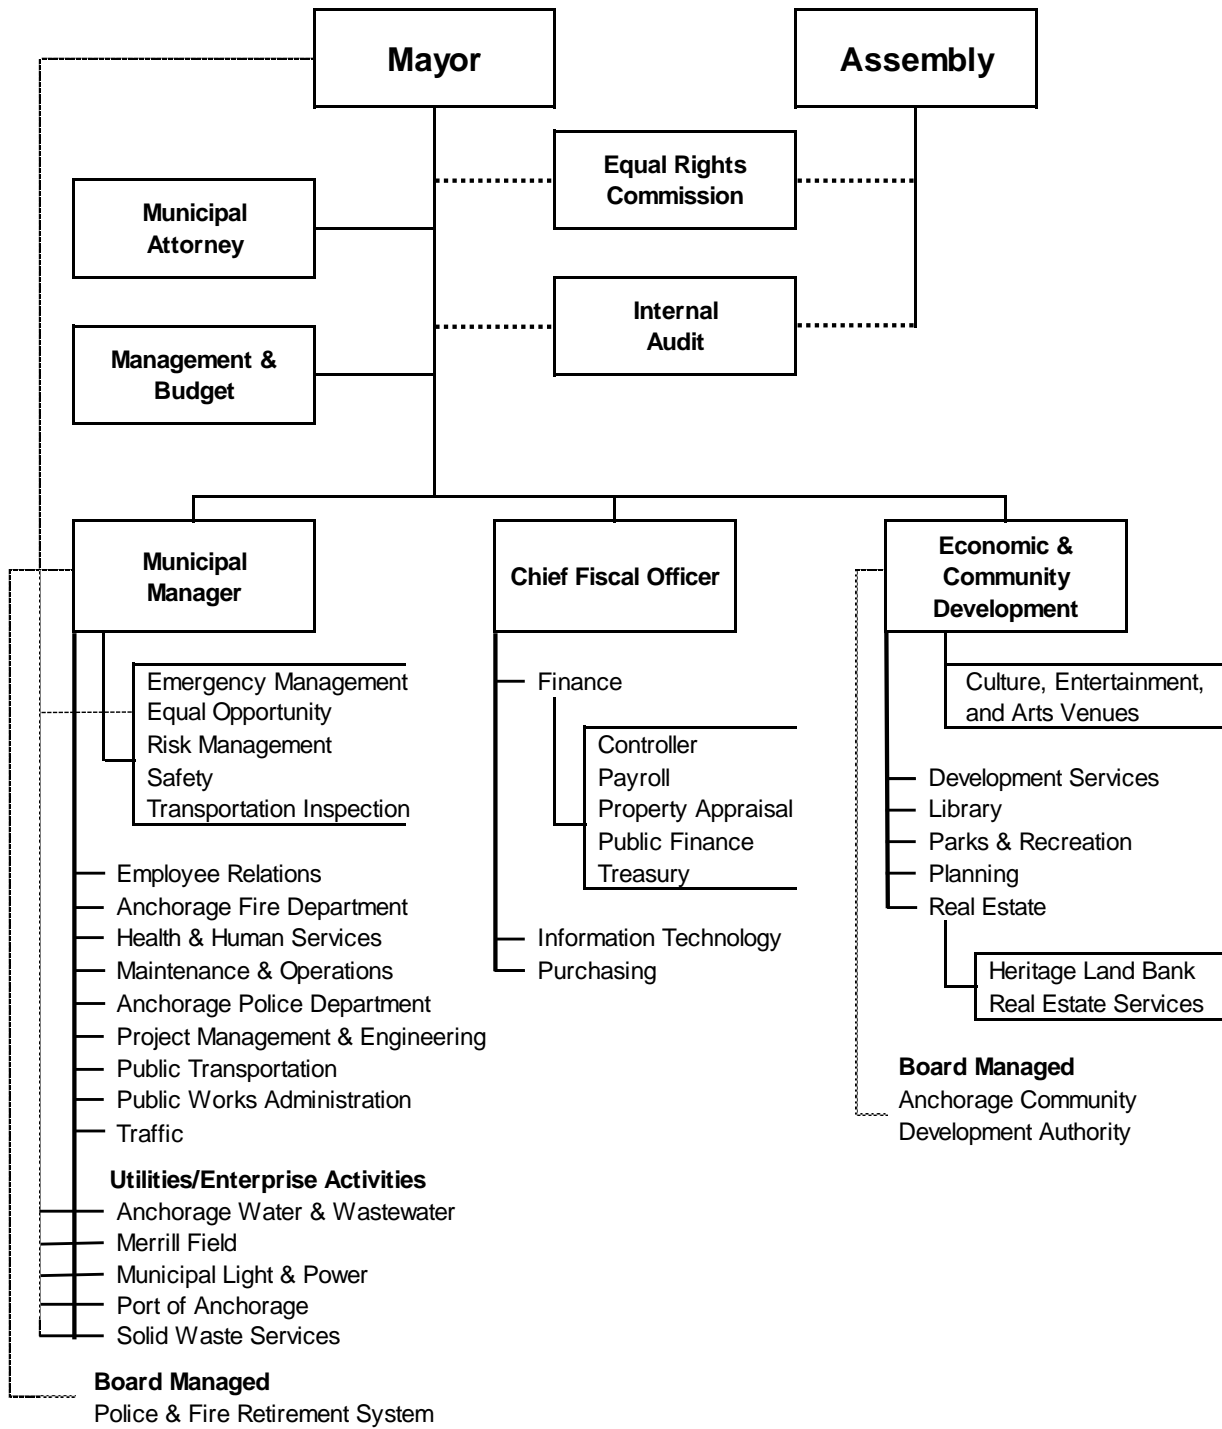 Mayor
Assembly
Equal Rights
Commission
Municipal
Attorney
Internal
Audit
Management &
Budget
Municipal
Manager
Chief Fiscal Officer
Economic &
Community
Development
Emergency Management
Equal Opportunity
Risk Management
Safety
Transportation Inspection
Employee Relations
Anchorage Fire Department
Health & Human Services
Maintenance & Operations
Anchorage Police Department
Project Management & Engineering
Public Transportation
Public Works Administration
Traffic
Utilities/Enterprise Activities
Anchorage Water & Wastewater
Merrill Field
Municipal Light & Power
Port of Anchorage
Solid Waste Services
Board Managed
Police & Fire Retirement System
Finance
Controller
Payroll
Property Appraisal
Public Finance
Treasury
Information Technology
Purchasing
Culture, Entertainment,
and Arts Venues
Development Services
Library
Parks & Recreation
Planning
Real Estate
Heritage Land Bank
Real Estate Services
Board Managed
Anchorage Community
Development Authority